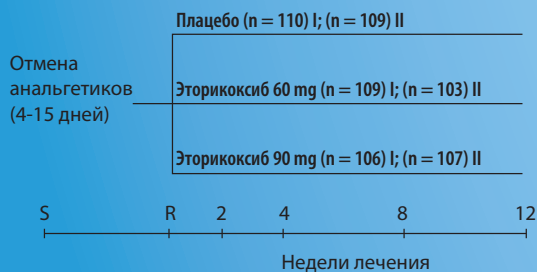 Плацебо (n = 110) I; (n = 109) II
Отмена
анальгетиков
(4-15 дней)
Эторикоксиб 60 mg (n = 109) I; (n = 103) II
Эторикоксиб 90 mg (n = 106) I; (n = 107) II
S R 2 4 8 12
Недели лечения